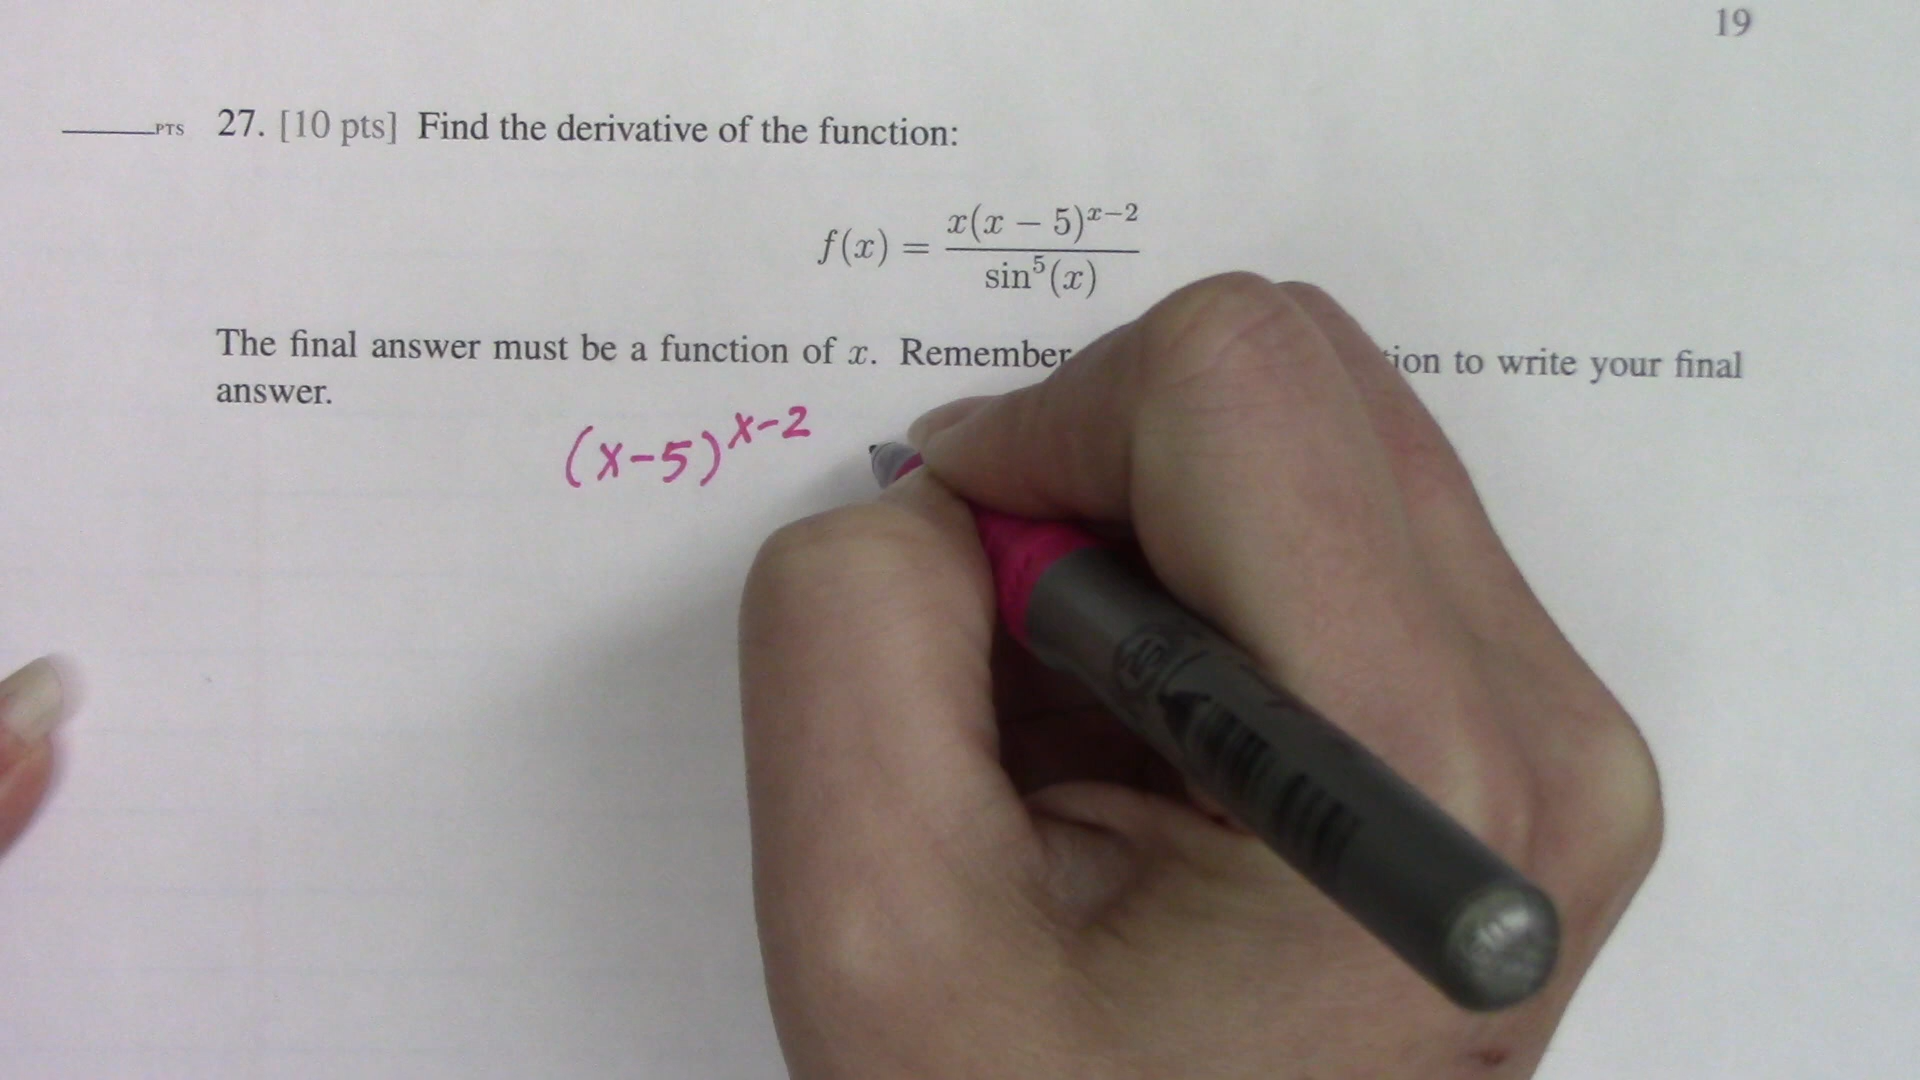 19
PTS 27. [10 pts] Find the derivative of the function:
f(x) = x(x − 5)^{x−2} / sin^5(x)
The final answer must be a function of x. Remember to write your final
answer.
(x-5)^{x-2}